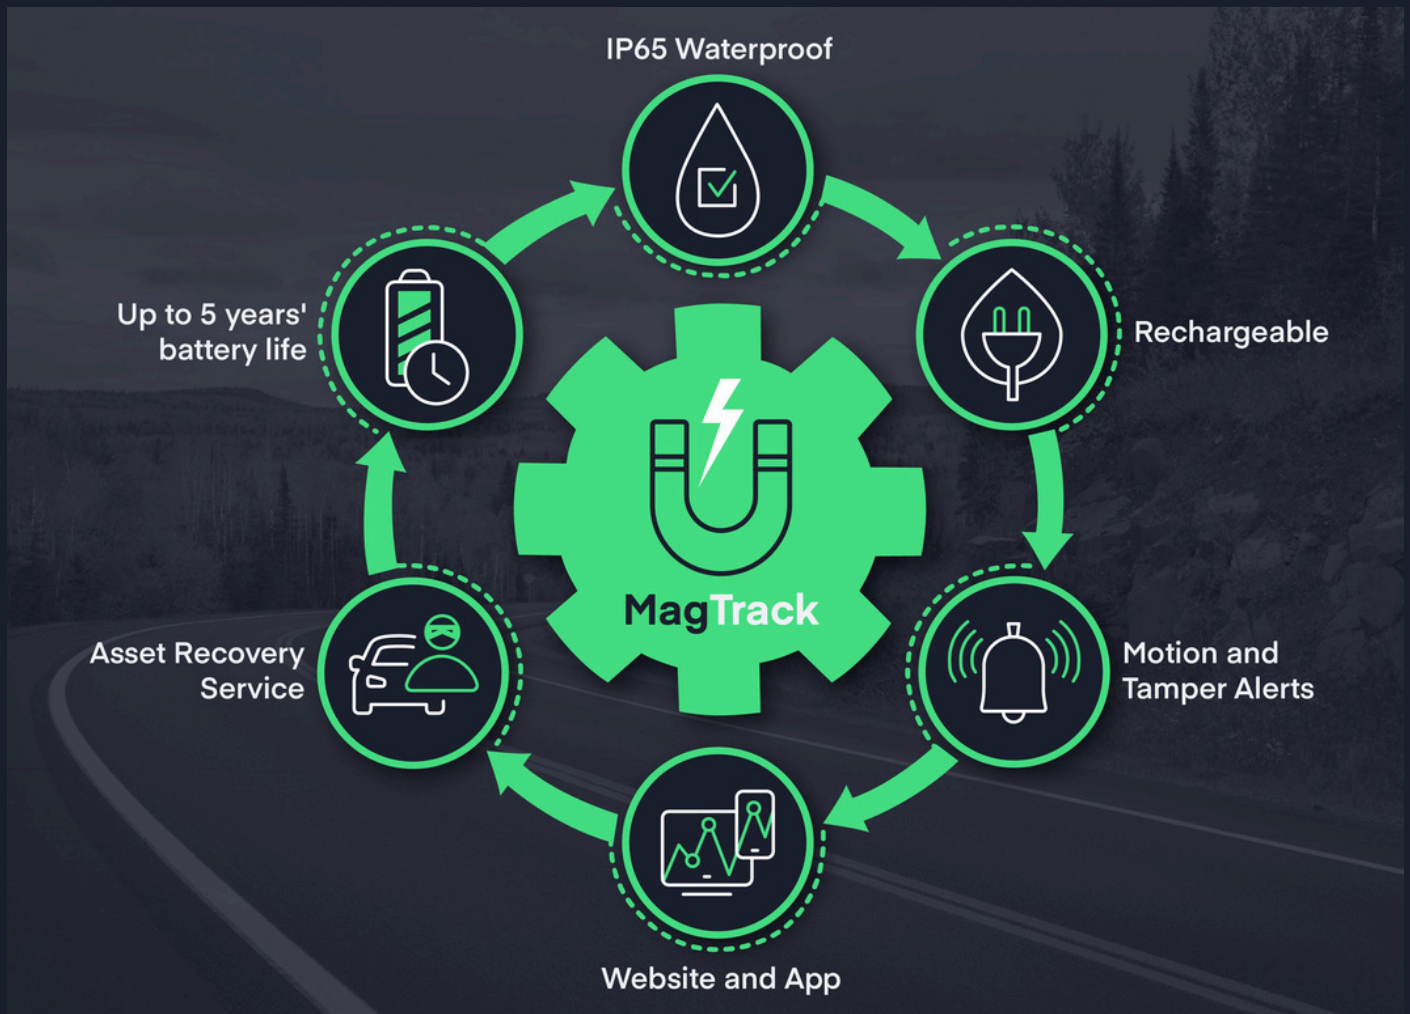 IP65 Waterproof
Up to 5 years'
battery life
Rechargeable
MagTrack
Asset Recovery
Service
Motion and
Tamper Alerts
Website and App